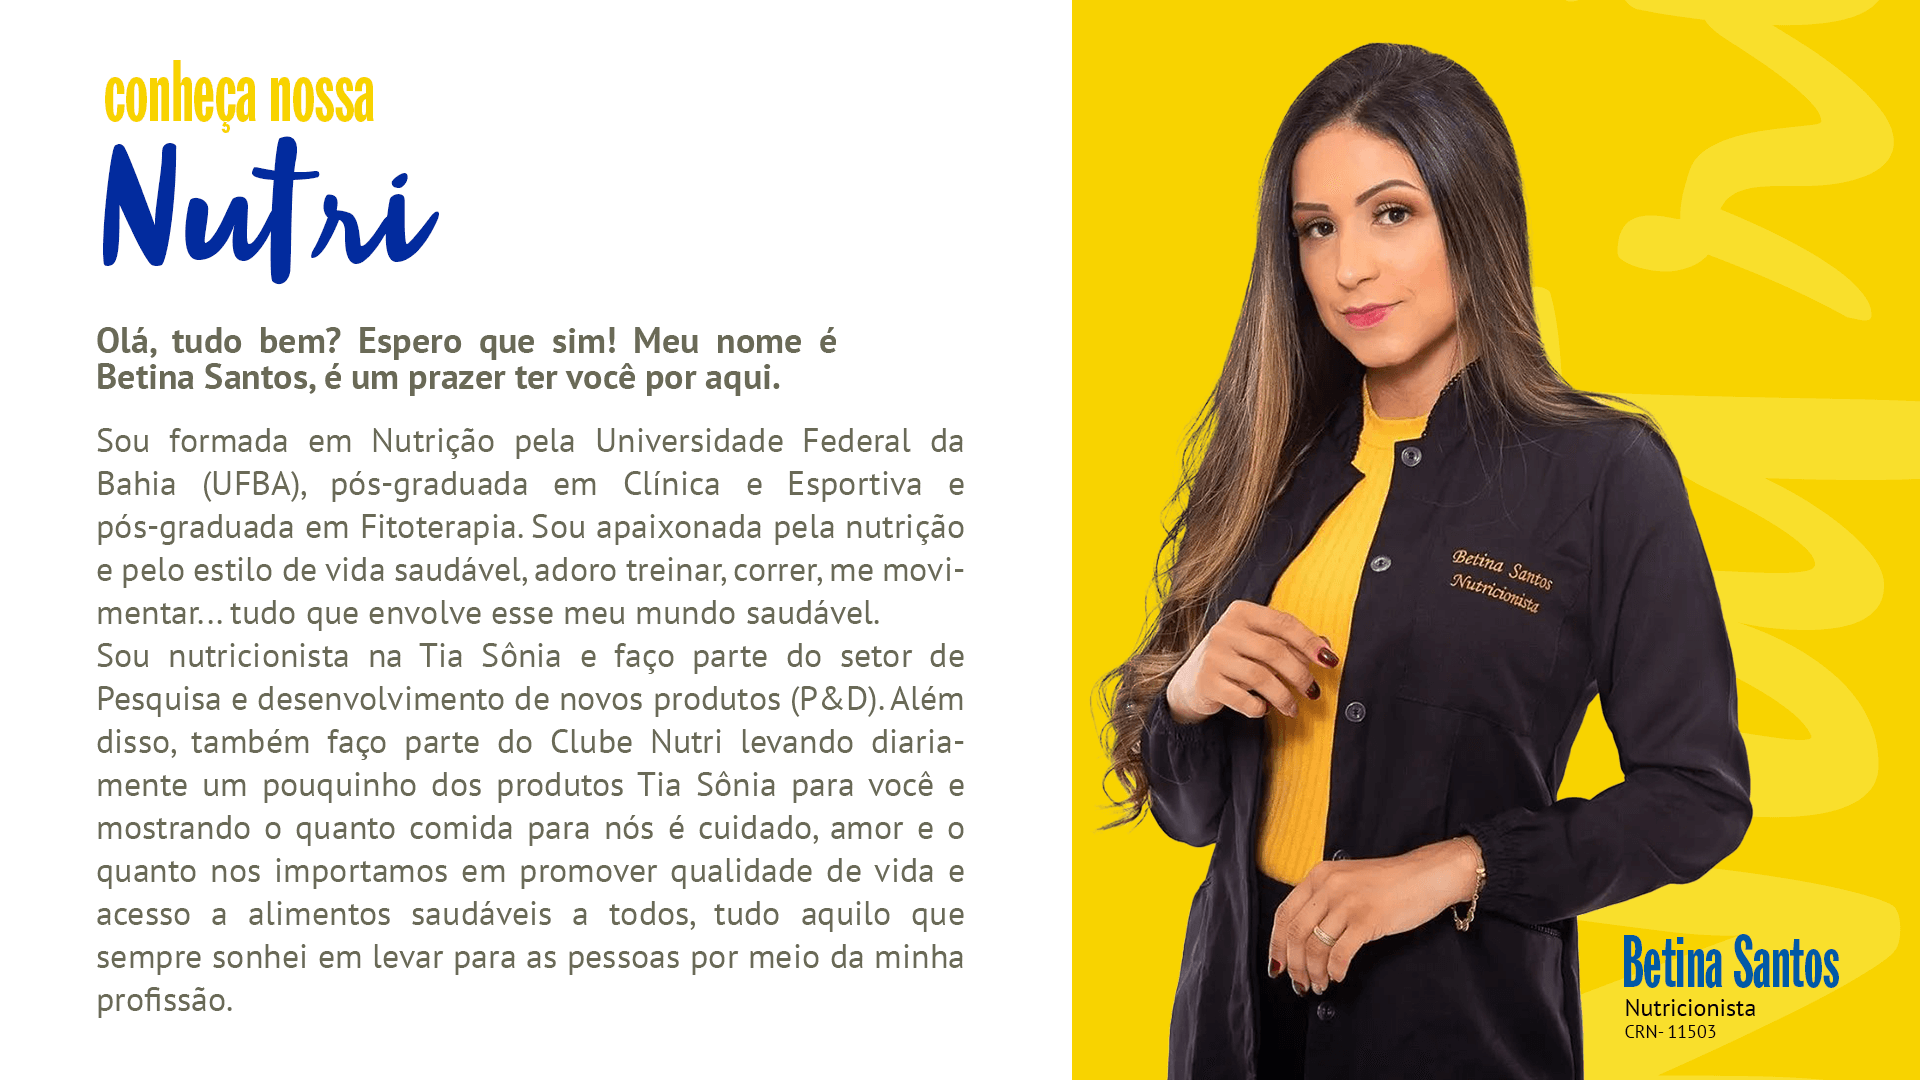 conheça nossa
Nutri
Olá, tudo bem? Espero que sim! Meu nome é
Betina Santos, é um prazer ter você por aqui.
Sou formada em Nutrição pela Universidade Federal da
Bahia (UFBA), pós-graduada em Clínica e Esportiva e
pós-graduada em Fitoterapia. Sou apaixonada pela nutrição
e pelo estilo de vida saudável, adoro treinar, correr, me movi-
mentar... tudo que envolve esse meu mundo saudável.
Sou nutricionista na Tia Sônia e faço parte do setor de
Pesquisa e desenvolvimento de novos produtos (P&D). Além
disso, também faço parte do Clube Nutri levando diaria-
mente um pouquinho dos produtos Tia Sônia para você e
mostrando o quanto comida para nós é cuidado, amor e o
quanto nos importamos em promover qualidade de vida e
acesso a alimentos saudáveis a todos, tudo aquilo que
sempre sonhei em levar para as pessoas por meio da minha
profissão.
Betina Santos
Nutricionista
Betina Santos
Nutricionista
CRN- 11503